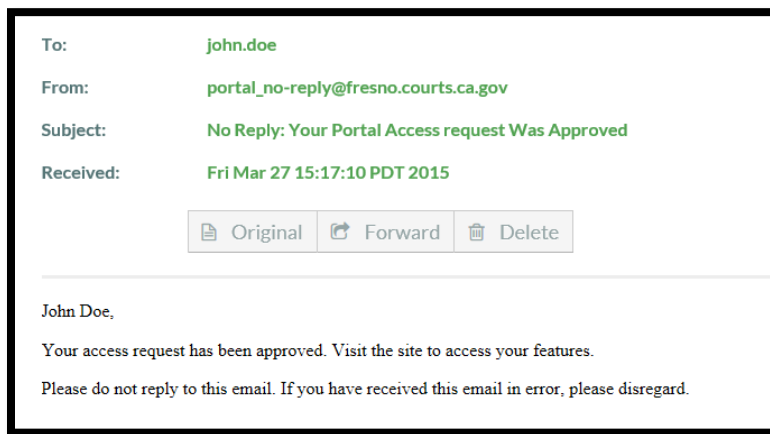 To: john.doe
From: portal_no-reply@fresno.courts.ca.gov
Subject: No Reply: Your Portal Access request Was Approved
Received: Fri Mar 27 15:17:10 PDT 2015
Original Forward Delete
John Doe,
Your access request has been approved. Visit the site to access your features.
Please do not reply to this email. If you have received this email in error, please disregard.